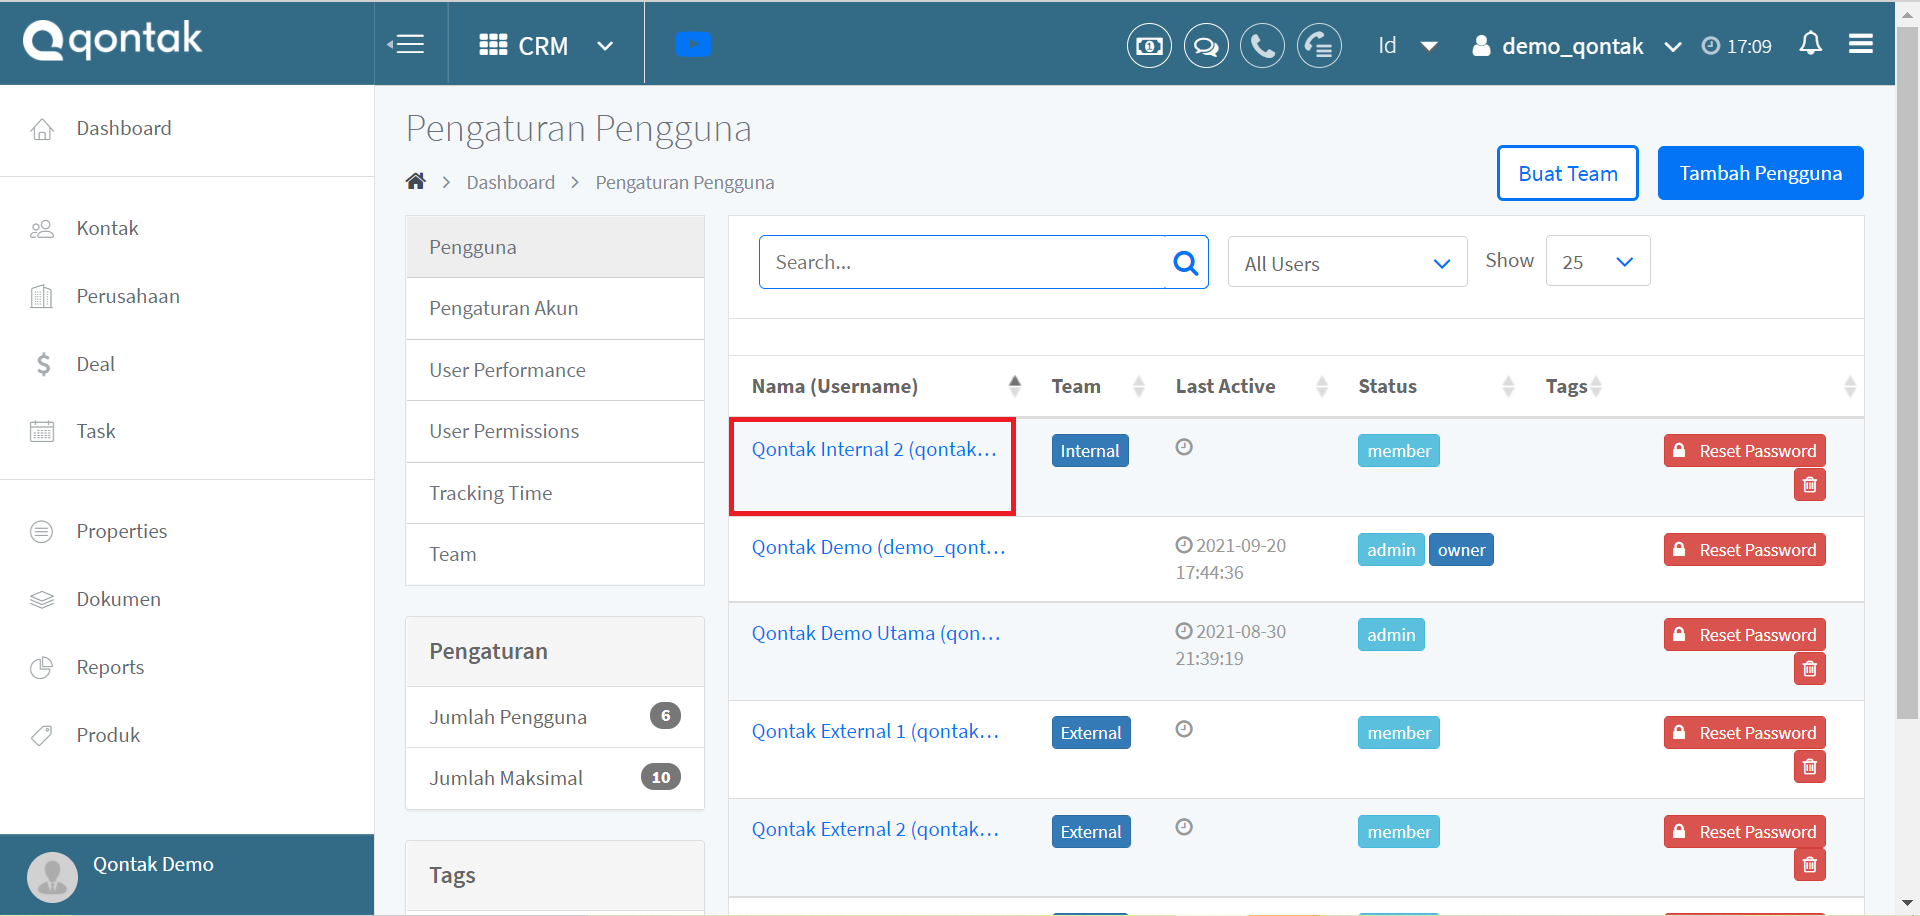 qontak
CRM
Id
demo_qontak
17:09
Dashboard
Kontak
Perusahaan
Deal
Task
Properties
Dokumen
Reports
Produk
Qontak Demo
Pengaturan Pengguna
Dashboard
Pengaturan Pengguna
Buat Team
Tambah Pengguna
Pengguna
Pengaturan Akun
User Performance
User Permissions
Tracking Time
Team
Pengaturan
Jumlah Pengguna 6
Jumlah Maksimal 10
Tags
Search...
All Users
Show 25
Nama (Username) Team Last Active Status Tags
Qontak Internal 2 (qontak... Internal member Reset Password
Qontak Demo (demo_qont... 2021-09-20 admin owner Reset Password
17:44:36
Qontak Demo Utama (qon... 2021-08-30 admin Reset Password
21:39:19
Qontak External 1 (qontak... External member Reset Password
Qontak External 2 (qontak... External member Reset Password